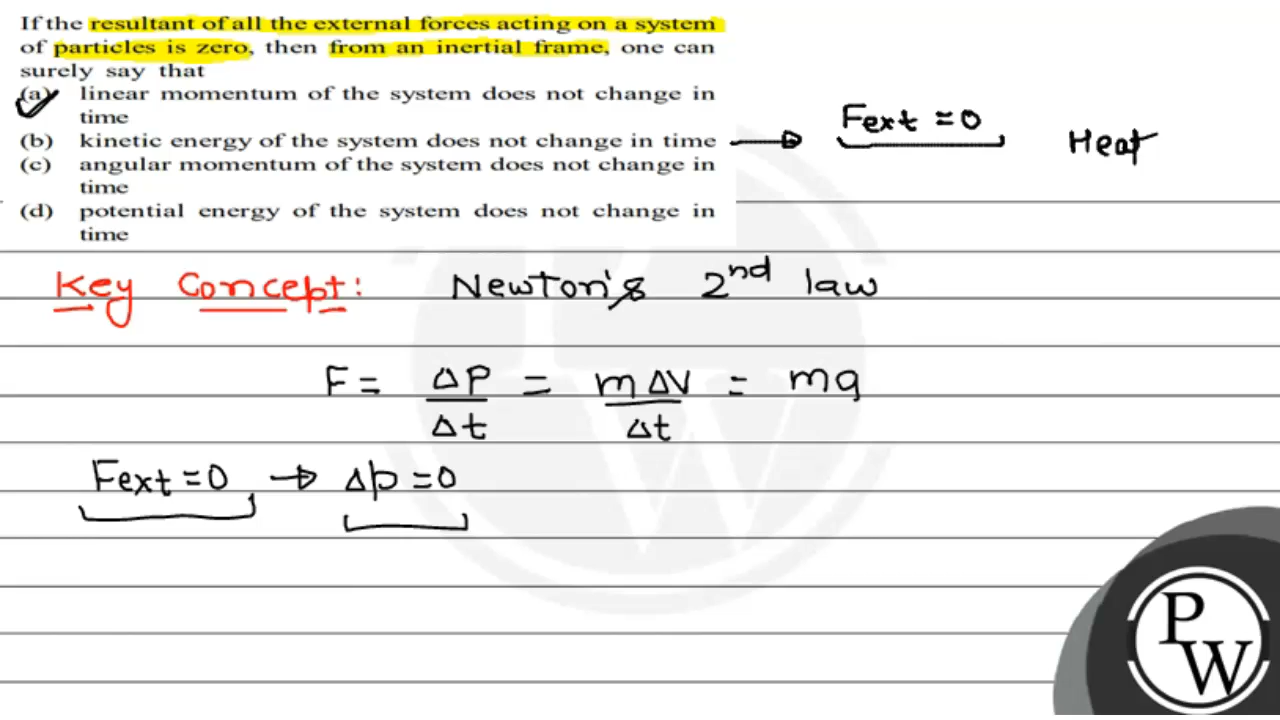 If the resultant of all the external forces acting on a system
of particles is zero, then from an inertial frame, one can
surely say that
(a) linear momentum of the system does not change in
time
(b) kinetic energy of the system does not change in time
(c) angular momentum of the system does not change in
time
(d) potential energy of the system does not change in
time
Fext = 0 Heat
Key Concept: Newton's 2nd law
F = ΔP/Δt = mΔV/Δt = ma
Fext = 0 → Δp = 0
PW